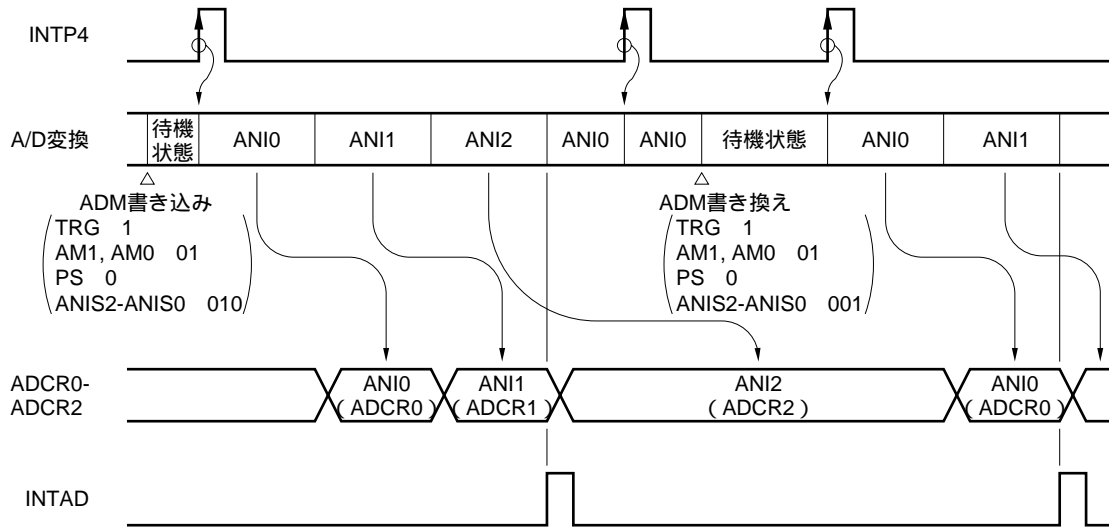 INTP4
A/D変換
待機
状態
ANI0
ANI1
ANI2
ANI0
ANI0
待機状態
ANI0
ANI1
ADM書き込み
TRG 1
AM1, AM0 01
PS 0
ANIS2-ANIS0 010
ADM書き換え
TRG 1
AM1, AM0 01
PS 0
ANIS2-ANIS0 001
ADCR0-
ADCR2
ANI0
(ADCR0)
ANI1
(ADCR1)
ANI2
(ADCR2)
ANI0
(ADCR0)
INTAD